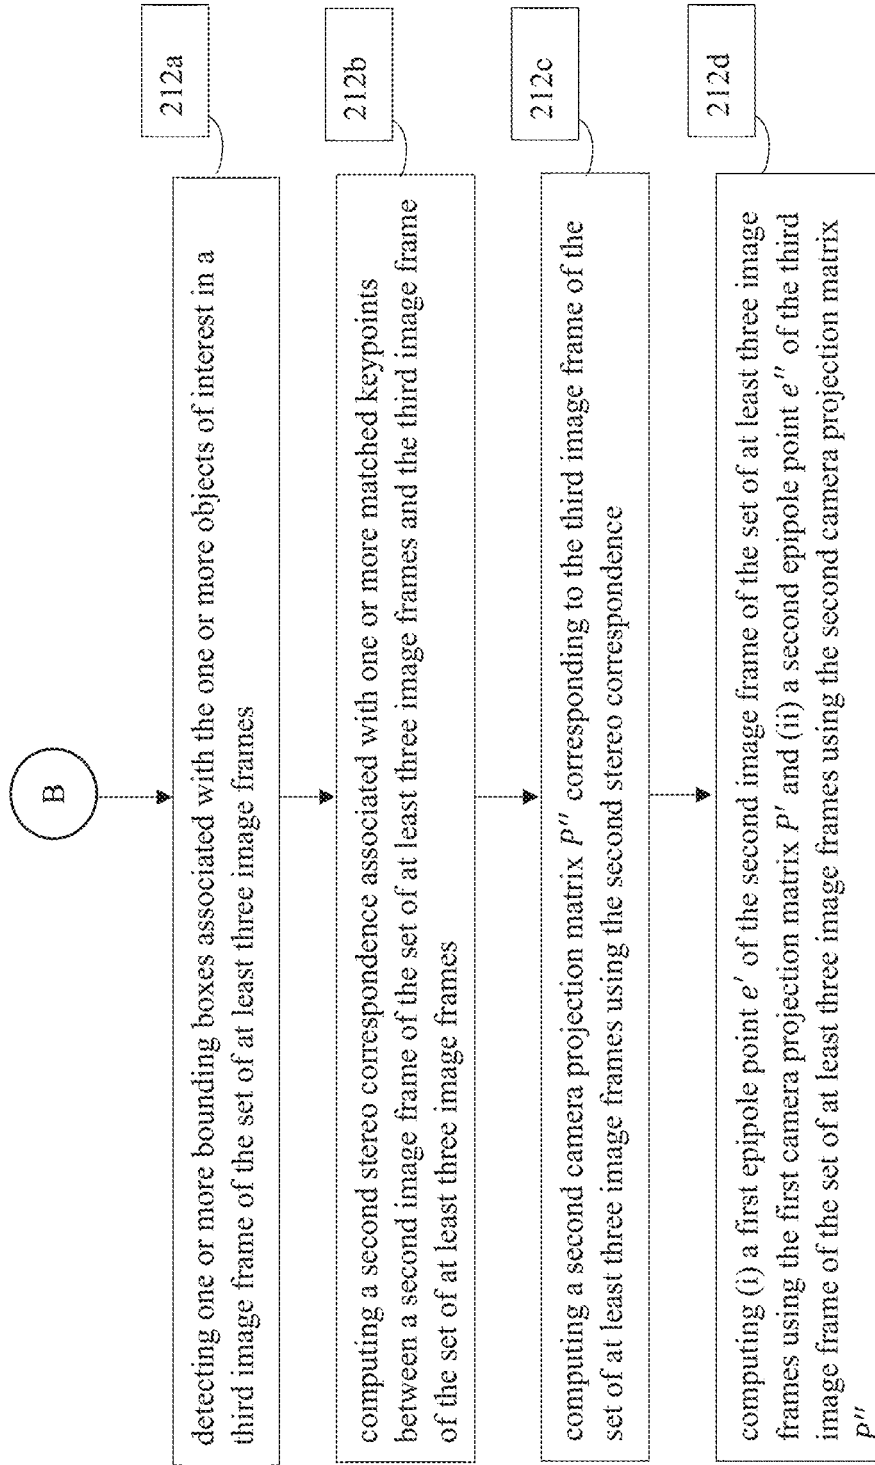 B
212a
detecting one or more bounding boxes associated with the one or more objects of interest in a
third image frame of the set of at least three image frames
212b
computing a second stereo correspondence associated with one or more matched keypoints
between a second image frame of the set of at least three image frames and the third image frame
of the set of at least three image frames
212c
computing a second camera projection matrix P'' corresponding to the third image frame of the
set of at least three image frames using the second stereo correspondence
212d
computing (i) a first epipole point e' of the second image frame of the set of at least three image
frames using the first camera projection matrix P' and (ii) a second epipole point e'' of the third
image frame of the set of at least three image frames using the second camera projection matrix
P''